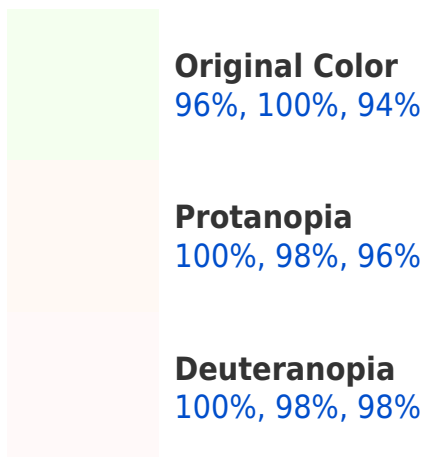 Original Color
96%, 100%, 94%
Protanopia
100%, 98%, 96%
Deuteranopia
100%, 98%, 98%